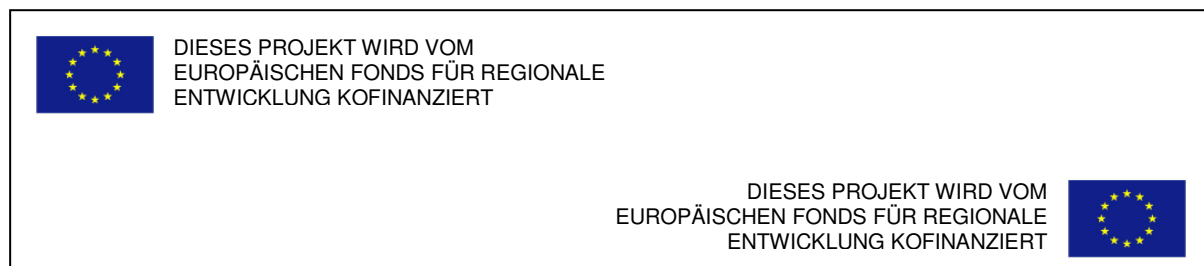 DIESES PROJEKT WIRD VOM
EUROPÄISCHEN FONDS FÜR REGIONALE
ENTWICKLUNG KOFINANZIERT
DIESES PROJEKT WIRD VOM
EUROPÄISCHEN FONDS FÜR REGIONALE
ENTWICKLUNG KOFINANZIERT